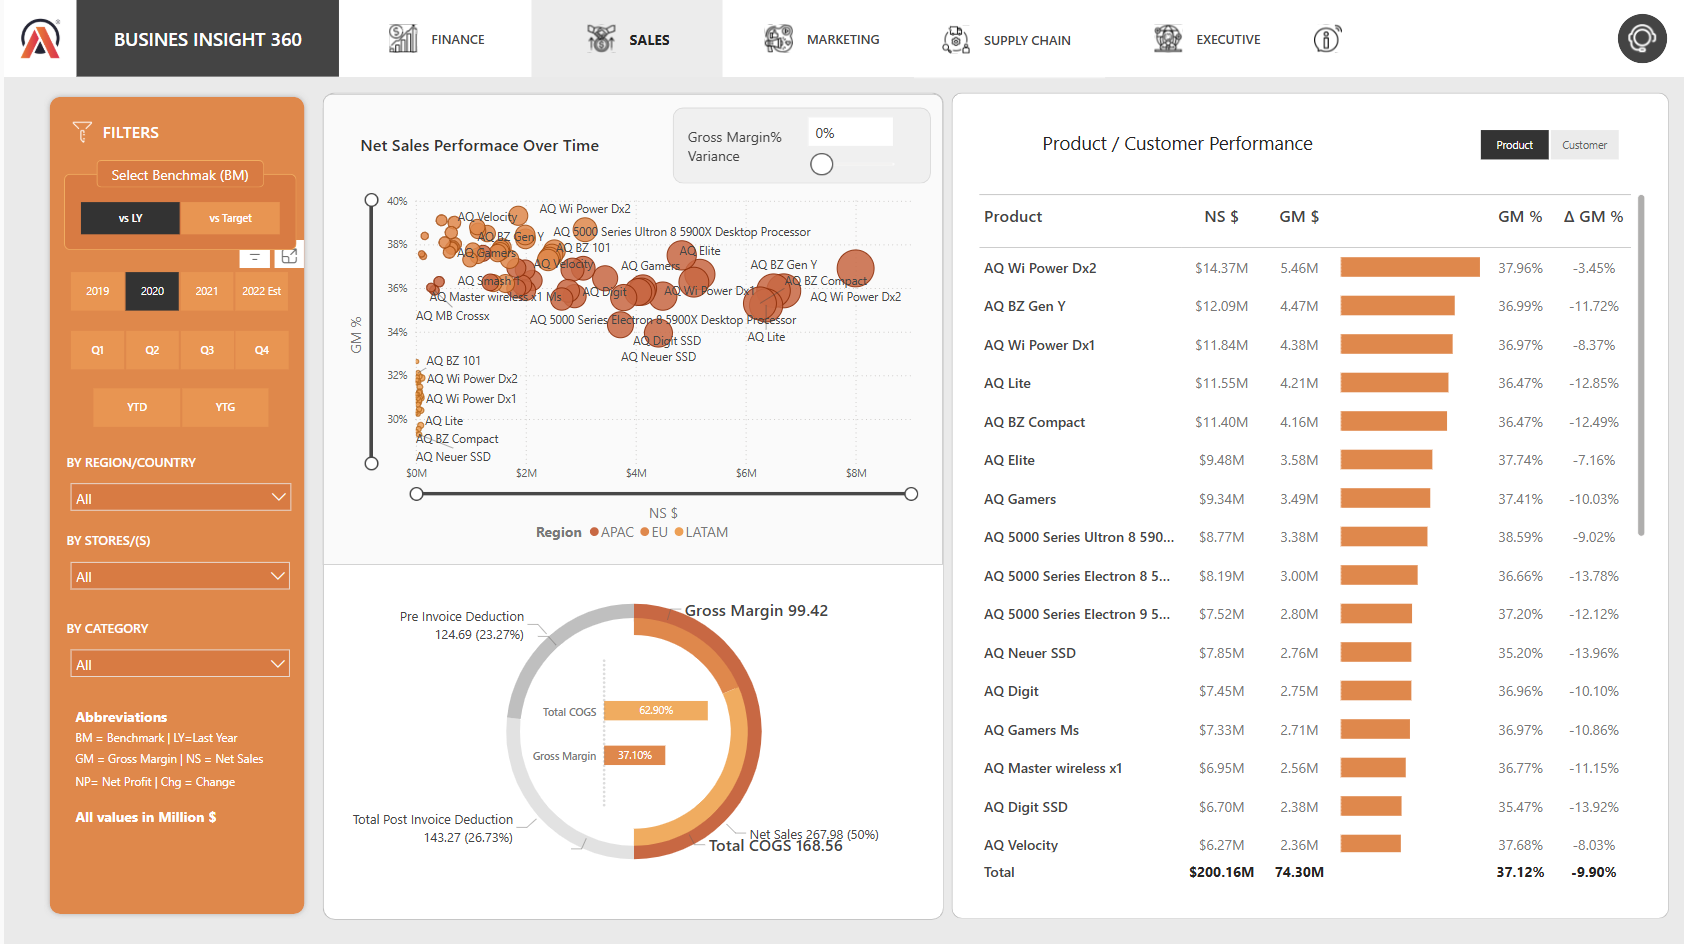 BUSINES INSIGHT 360
FINANCE
SALES
MARKETING
SUPPLY CHAIN
EXECUTIVE
FILTERS
Select Benchmak (BM)
vs LY
vs Target
2019
2020
2021
2022 Est
Q1
Q2
Q3
Q4
YTD
YTG
BY REGION/COUNTRY
All
BY STORES/(S)
All
BY CATEGORY
All
Abbreviations
BM = Benchmark | LY=Last Year
GM = Gross Margin | NS = Net Sales
NP= Net Profit | Chg = Change
All values in Million $
Net Sales Performace Over Time
Gross Margin%
Variance
0%
GM %
40%
38%
36%
34%
32%
30%
AQ Velocity
AQ Wi Power Dx2
AQ BZ Gen Y
AQ 5000 Series Ultron 8 5900X Desktop Processor
AQ Gamers
AQ BZ 101
AQ Elite
AQ Velocity
AQ Gamers
AQ BZ Gen Y
AQ Smash 1
AQ Digit
AQ Wi Power Dx1
AQ BZ Compact
AQ Master wireless x1 Ms
AQ Wi Power Dx2
AQ MB Crossx
AQ 5000 Series Electron 8 5900X Desktop Processor
AQ Lite
AQ Digit SSD
AQ Neuer SSD
AQ BZ 101
AQ Wi Power Dx2
AQ Wi Power Dx1
AQ Lite
AQ BZ Compact
AQ Neuer SSD
$0M
$2M
$4M
$6M
$8M
NS $
Region APAC EU LATAM
Gross Margin 99.42
Pre Invoice Deduction
124.69 (23.27%)
Total COGS
62.90%
Gross Margin
37.10%
Total Post Invoice Deduction
143.27 (26.73%)
Net Sales 267.98 (50%)
Total COGS 168.56
Product / Customer Performance
Product
Customer
Product NS $ GM $ GM % Δ GM %
AQ Wi Power Dx2 $14.37M 5.46M 37.96% -3.45%
AQ BZ Gen Y $12.09M 4.47M 36.99% -11.72%
AQ Wi Power Dx1 $11.84M 4.38M 36.97% -8.37%
AQ Lite $11.55M 4.21M 36.47% -12.85%
AQ BZ Compact $11.40M 4.16M 36.47% -12.49%
AQ Elite $9.48M 3.58M 37.74% -7.16%
AQ Gamers $9.34M 3.49M 37.41% -10.03%
AQ 5000 Series Ultron 8 590... $8.77M 3.38M 38.59% -9.02%
AQ 5000 Series Electron 8 5... $8.19M 3.00M 36.66% -13.78%
AQ 5000 Series Electron 9 5... $7.52M 2.80M 37.20% -12.12%
AQ Neuer SSD $7.85M 2.76M 35.20% -13.96%
AQ Digit $7.45M 2.75M 36.96% -10.10%
AQ Gamers Ms $7.33M 2.71M 36.97% -10.86%
AQ Master wireless x1 $6.95M 2.56M 36.77% -11.15%
AQ Digit SSD $6.70M 2.38M 35.47% -13.92%
AQ Velocity $6.27M 2.36M 37.68% -8.03%
Total $200.16M 74.30M 37.12% -9.90%